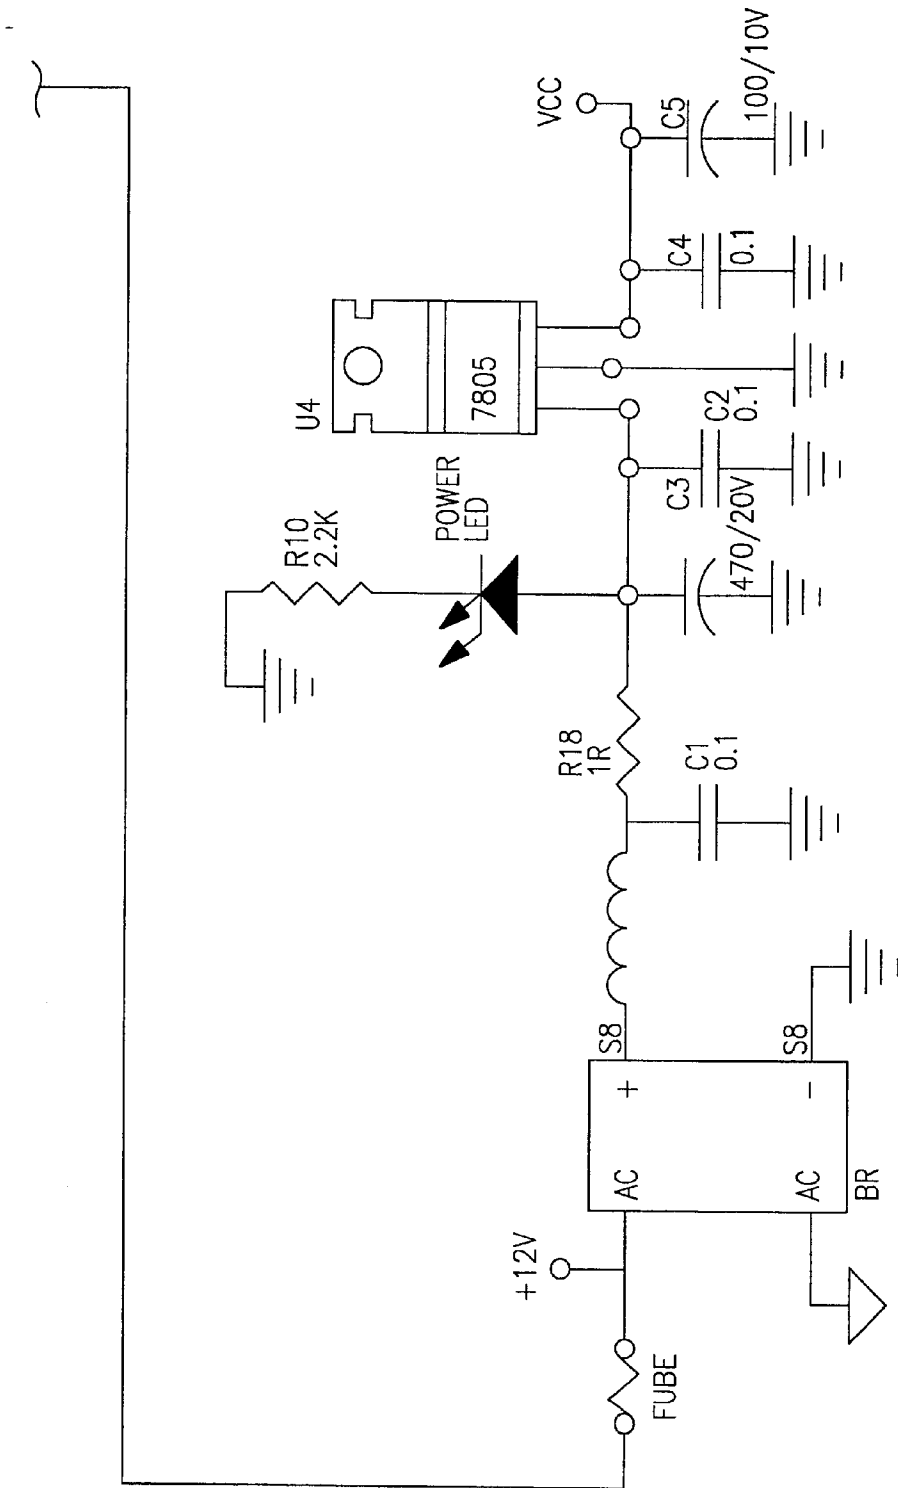 FUBE
+12V
AC
AC
+
-
BR
S8
S8
C1
0.1
R18
1R
R10
2.2K
POWER
LED
470/20V
C3
C2
0.1
U4
7805
C4
0.1
VCC
C5
100/10V